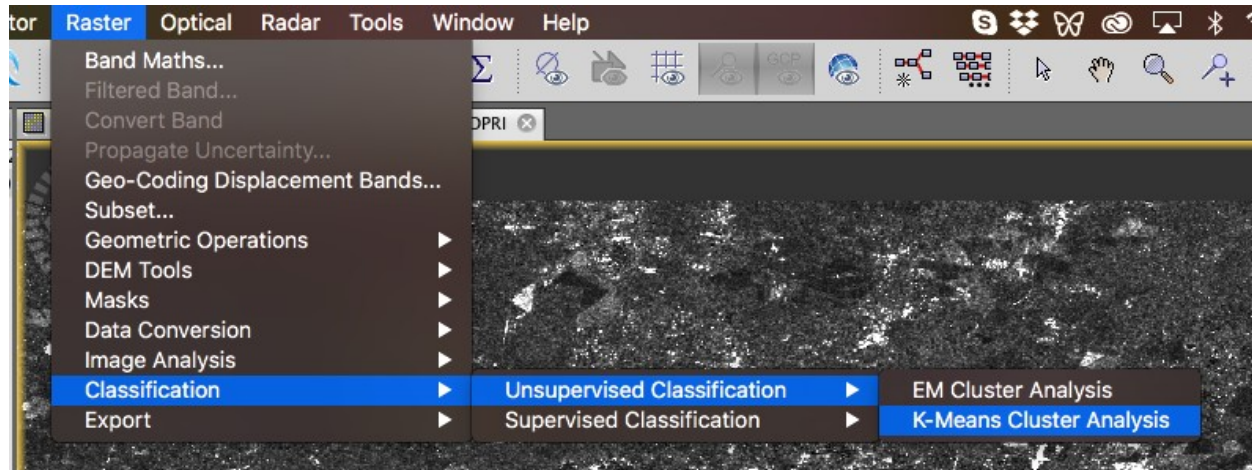 tor Raster Optical Radar Tools Window Help
Band Maths...
Filtered Band...
Convert Band
Propagate Uncertainty...
Geo-Coding Displacement Bands...
Subset...
Geometric Operations
DEM Tools
Masks
Data Conversion
Image Analysis
Classification
Export
Unsupervised Classification
Supervised Classification
EM Cluster Analysis
K-Means Cluster Analysis
Σ
GCP
DPRI